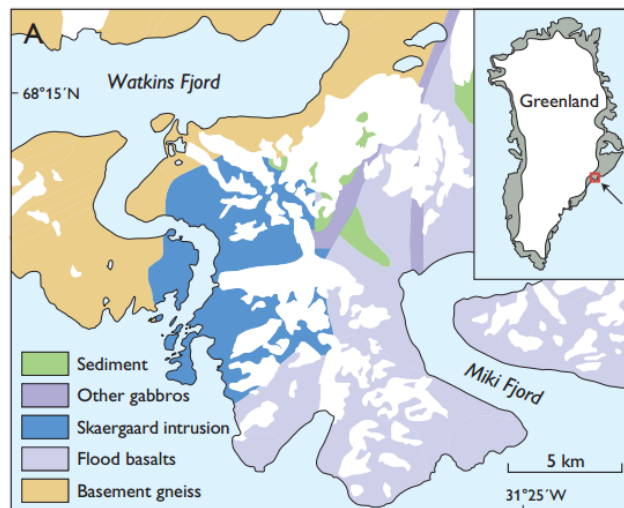 A
Watkins Fjord
68°15´N
Greenland
Sediment
Other gabbros
Skaergaard intrusion
Flood basalts
Basement gneiss
Miki Fjord
5 km
31°25´W